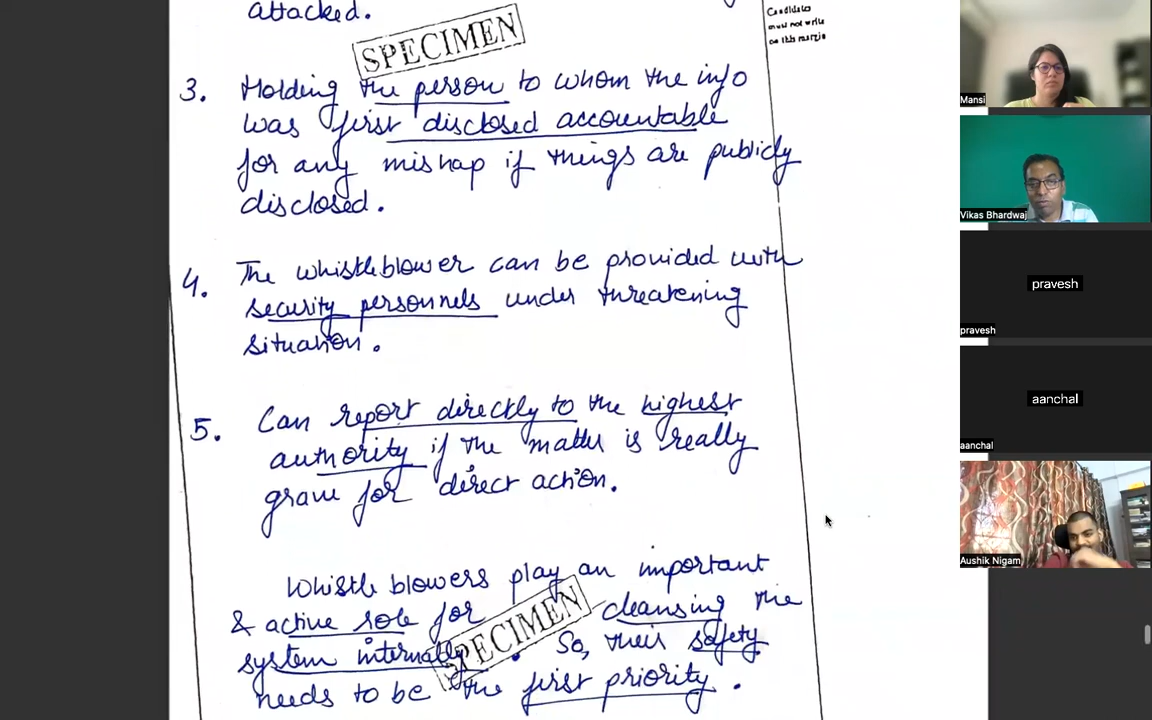 attacked.
Candidates
must not write
on this margin
SPECIMEN
3. Holding the person to whom the info
was first disclosed accountable
for any mishap if things are publicly
disclosed.
4. The whistleblower can be provided with
security personnels under threatening
situation.
5. Can report directly to the highest
authority if the matter is really
grave for direct action.
Whistle blowers play an important
& active role for cleansing the
system internally. So, their safety
needs to be the first priority.
SPECIMEN
Mansi
Vikas Bhardwaj
pravesh
pravesh
aanchal
aanchal
Aushik Nigam